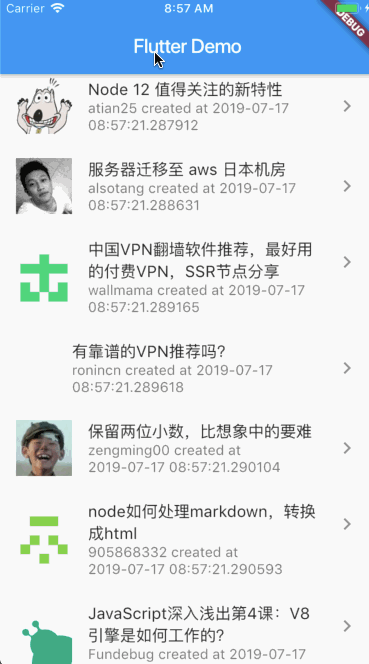 Carrier 8:57 AM
DEBUG
Flutter Demo
Node 12 值得关注的新特性
atian25 created at 2019-07-17
08:57:21.287912
服务器迁移至 aws 日本机房
alsotang created at 2019-07-17
08:57:21.288631
中国VPN翻墙软件推荐，最好用
的付费VPN，SSR节点分享
wallmama created at 2019-07-17
08:57:21.289165
有靠谱的VPN推荐吗?
ronincn created at 2019-07-17
08:57:21.289618
保留两位小数，比想象中的要难
zengming00 created at
2019-07-17 08:57:21.290104
node如何处理markdown，转换
成html
905868332 created at
2019-07-17 08:57:21.290593
JavaScript深入浅出第4课：V8
引擎是如何工作的?
Fundebug created at 2019-07-17